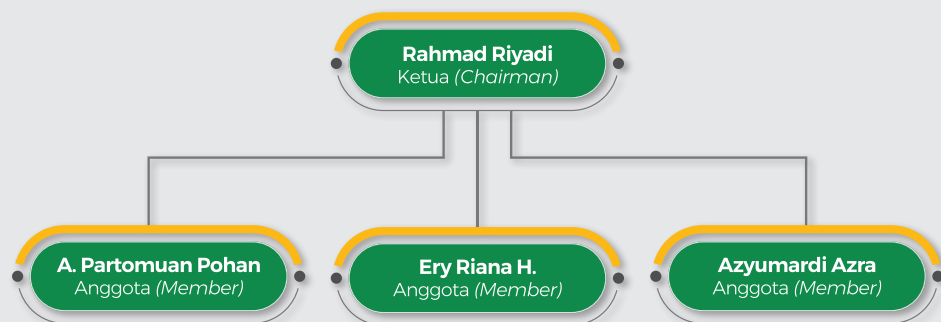 Rahmad Riyadi
Ketua (Chairman)
A. Partomuan Pohan
Anggota (Member)
Ery Riana H.
Anggota (Member)
Azyumardi Azra
Anggota (Member)